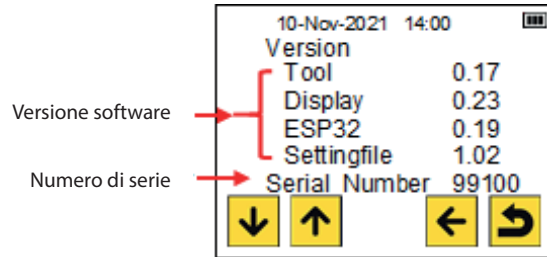 10-Nov-2021 14:00
Version
Tool 0.17
Display 0.23
Versione software
ESP32 0.19
Settingfile 1.02
Numero di serie
Serial Number 99100